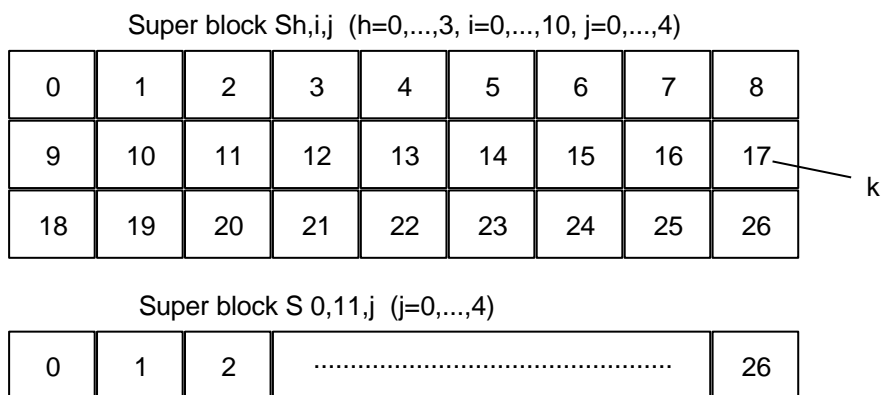 Super block Sh,i,j (h=0,...,3, i=0,...,10, j=0,...,4)
0 1 2 3 4 5 6 7 8
9 10 11 12 13 14 15 16 17
k
18 19 20 21 22 23 24 25 26
Super block S 0,11,j (j=0,...,4)
0 1 2 ................................................. 26